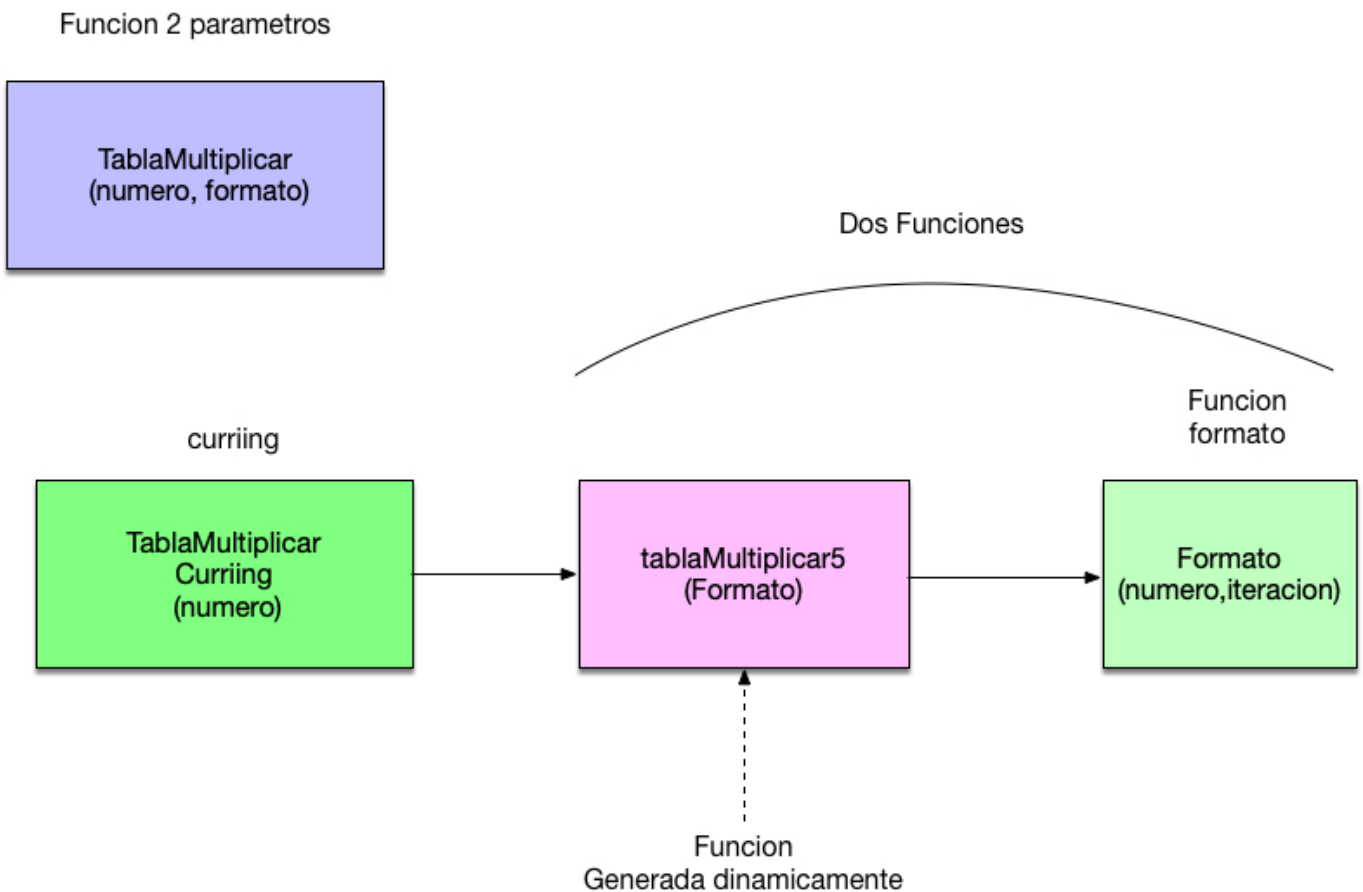 Funcion 2 parametros
TablaMultiplicar
(numero, formato)
Dos Funciones
curriing
Funcion
formato
TablaMultiplicar
Curriing
(numero)
tablaMultiplicar5
(Formato)
Formato
(numero,iteracion)
Funcion
Generada dinamicamente